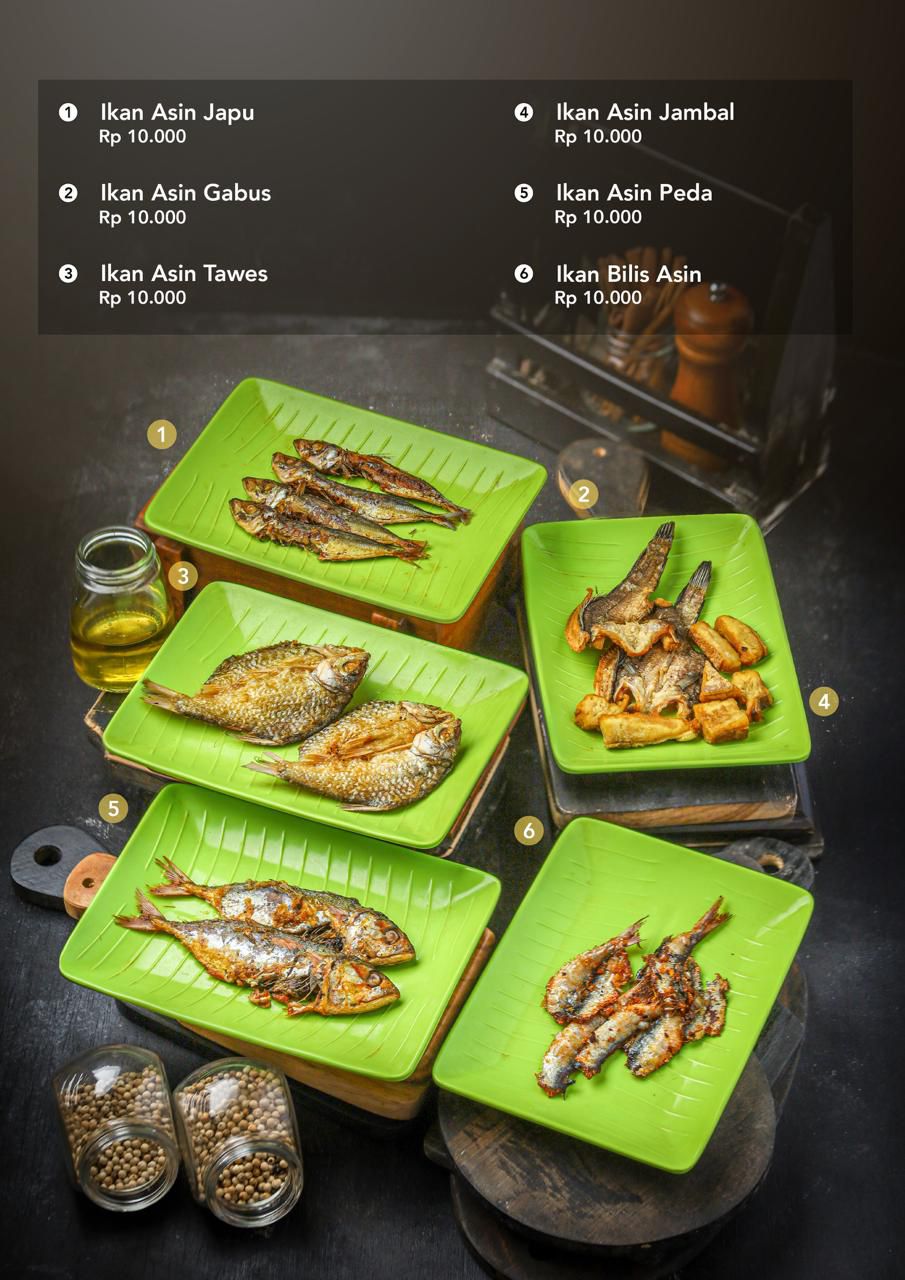 1 Ikan Asin Japu
Rp 10.000
2 Ikan Asin Gabus
Rp 10.000
3 Ikan Asin Tawes
Rp 10.000
4 Ikan Asin Jambal
Rp 10.000
5 Ikan Asin Peda
Rp 10.000
6 Ikan Bilis Asin
Rp 10.000
1
2
3
4
5
6